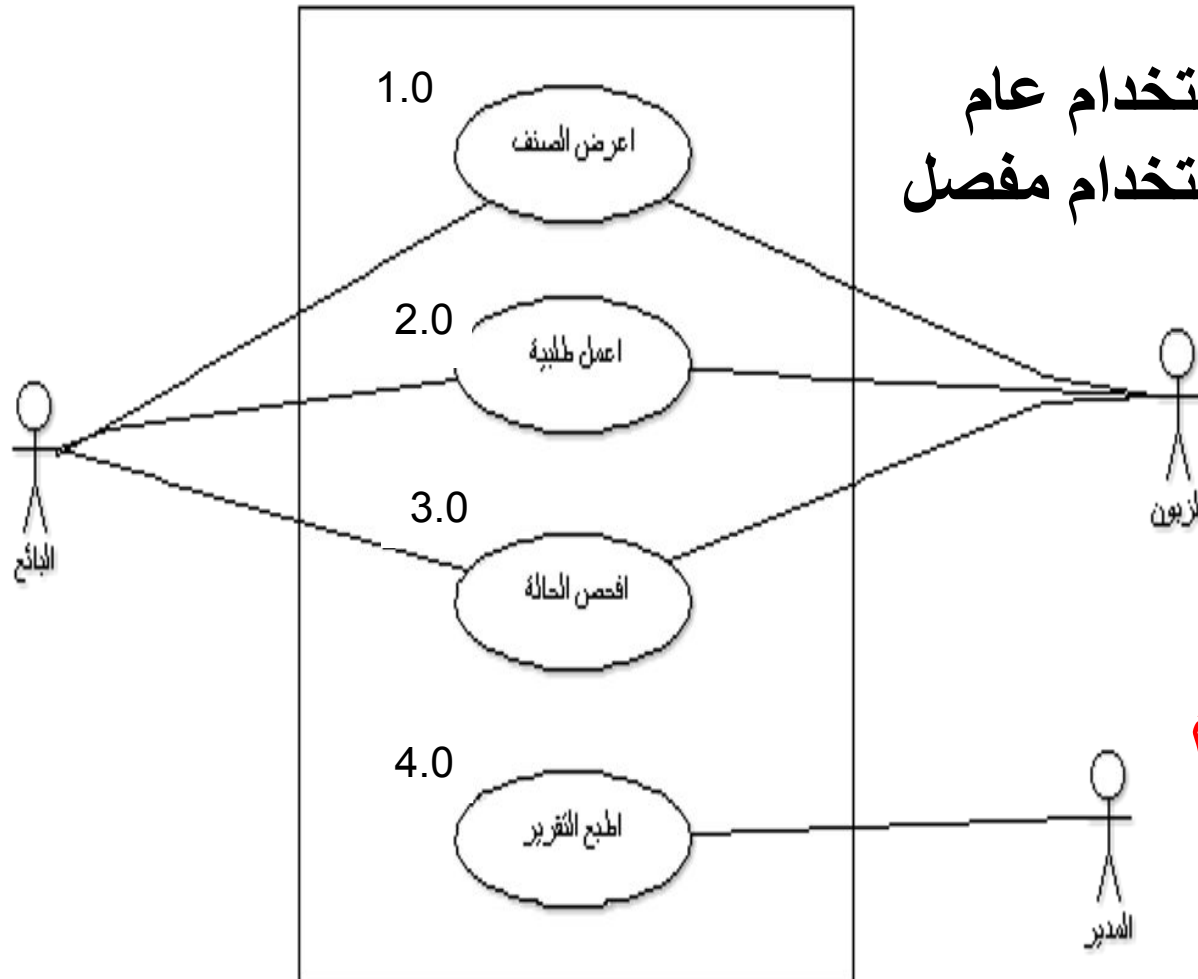 تخدام عام
تخدام مفصل
1.0
اعرض الصنف
2.0
اعمل طلبية
3.0
افحص الحالة
4.0
اطبع التقرير
البائع
لزبون
المدير